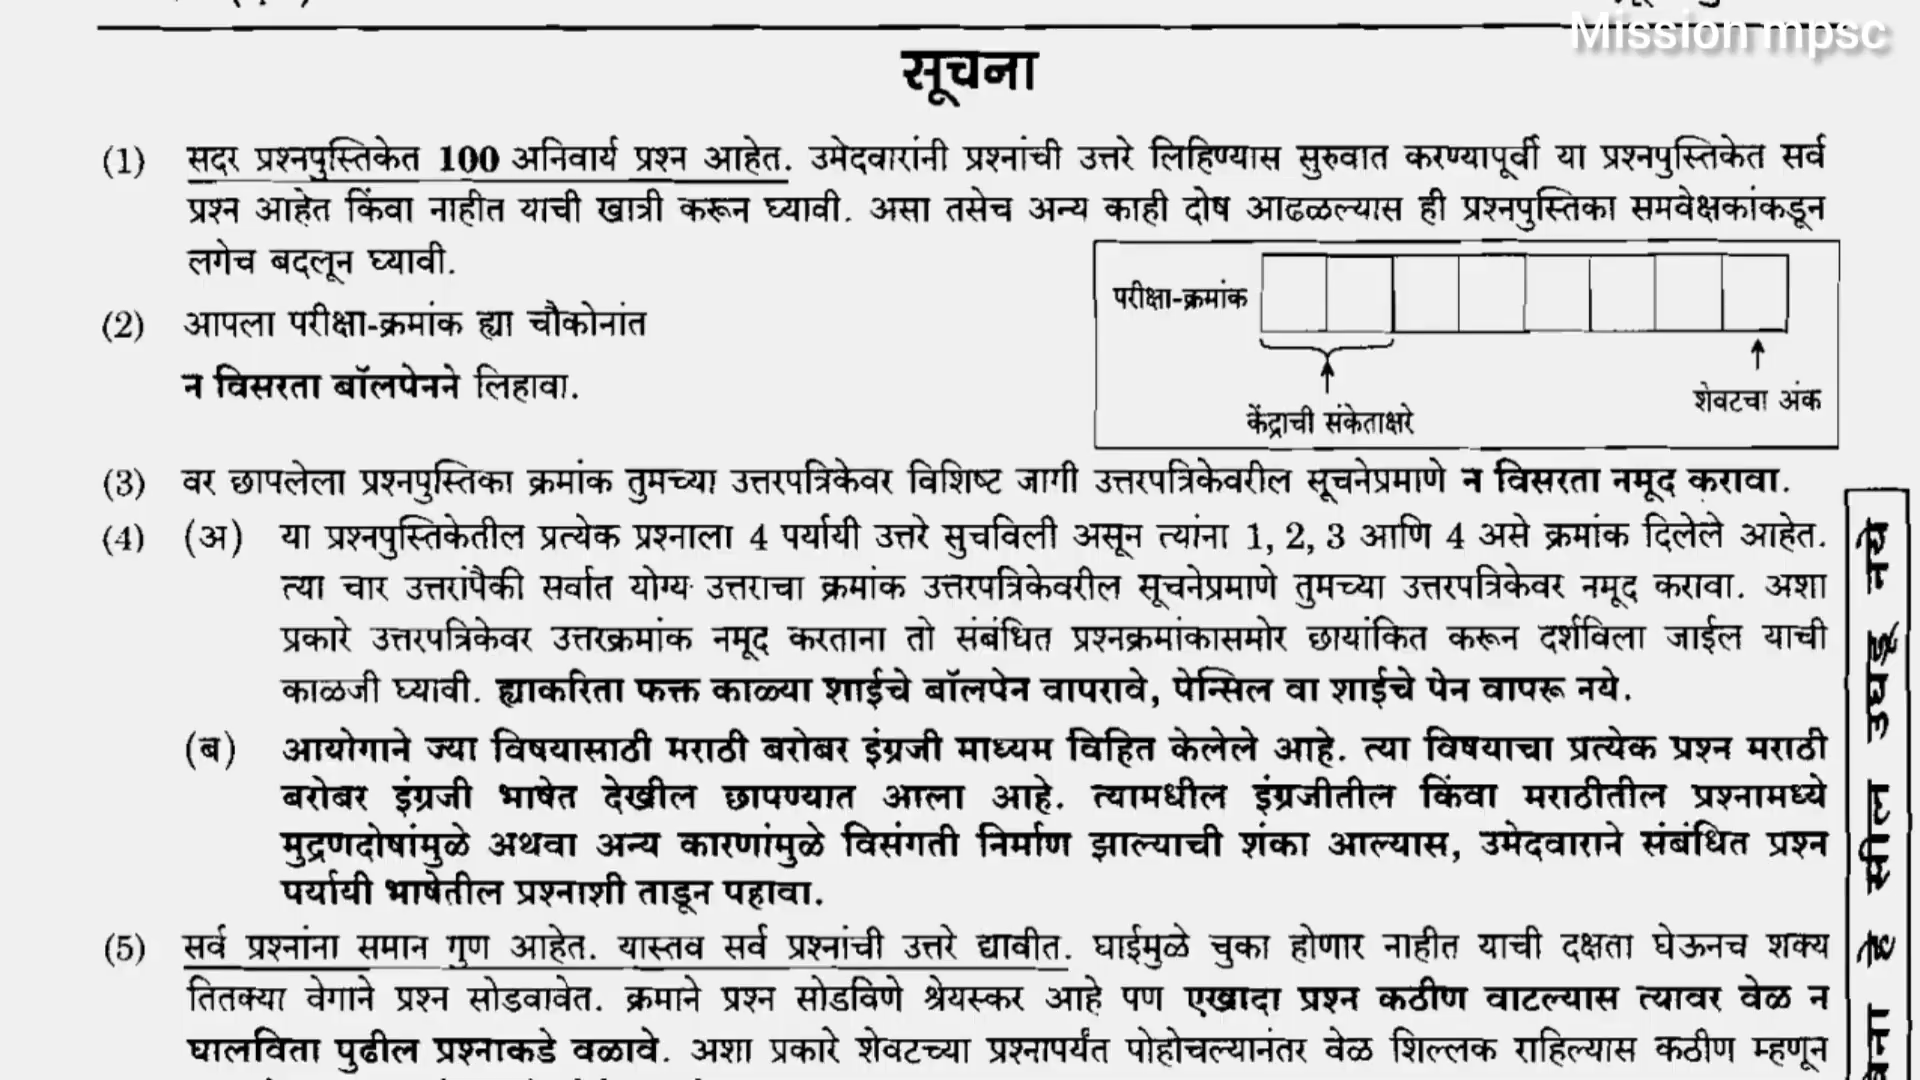 Mission mpsc
सूचना
(1) सदर प्रश्नपुस्तिकेत 100 अनिवार्य प्रश्न आहेत. उमेदवारांनी प्रश्नांची उत्तरे लिहिण्यास सुरुवात करण्यापूर्वी या प्रश्नपुस्तिकेत सर्व
प्रश्न आहेत किंवा नाहीत याची खात्री करून घ्यावी. असा तसेच अन्य काही दोष आढळल्यास ही प्रश्नपुस्तिका समवेक्षकांकडून
लगेच बदलून घ्यावी.
परीक्षा-क्रमांक
(2) आपला परीक्षा-क्रमांक ह्या चौकोनांत
न विसरता बॉलपेनने लिहावा.
शेवटचा अंक
केंद्राची संकेताक्षरे
(3) वर छापलेला प्रश्नपुस्तिका क्रमांक तुमच्या उत्तरपत्रिकेवर विशिष्ट जागी उत्तरपत्रिकेवरील सूचनेप्रमाणे न विसरता नमूद करावा.
(4) (अ) या प्रश्नपुस्तिकेतील प्रत्येक प्रश्नाला 4 पर्यायी उत्तरे सुचविली असून त्यांना 1, 2, 3 आणि 4 असे क्रमांक दिलेले आहेत.
त्या चार उत्तरांपैकी सर्वात योग्य उत्तराचा क्रमांक उत्तरपत्रिकेवरील सूचनेप्रमाणे तुमच्या उत्तरपत्रिकेवर नमूद करावा. अशा
प्रकारे उत्तरपत्रिकेवर उत्तरक्रमांक नमूद करताना तो संबंधित प्रश्नक्रमांकासमोर छायांकित करून दर्शविला जाईल याची
काळजी घ्यावी. ह्याकरिता फक्त काळ्या शाईचे बॉलपेन वापरावे, पेन्सिल वा शाईचे पेन वापरू नये.
(ब) आयोगाने ज्या विषयासाठी मराठी बरोबर इंग्रजी माध्यम विहित केलेले आहे. त्या विषयाचा प्रत्येक प्रश्न मराठी
बरोबर इंग्रजी भाषेत देखील छापण्यात आला आहे. त्यामधील इंग्रजीतील किंवा मराठीतील प्रश्नामध्ये
मुद्रणदोषांमुळे अथवा अन्य कारणांमुळे विसंगती निर्माण झाल्याची शंका आल्यास, उमेदवाराने संबंधित प्रश्न
पर्यायी भाषेतील प्रश्नाशी ताडून पहावा.
(5) सर्व प्रश्नांना समान गुण आहेत. यास्तव सर्व प्रश्नांची उत्तरे द्यावीत. घाईमुळे चुका होणार नाहीत याची दक्षता घेऊनच शक्य
तितक्या वेगाने प्रश्न सोडवावेत. क्रमाने प्रश्न सोडविणे श्रेयस्कर आहे पण एखादा प्रश्न कठीण वाटल्यास त्यावर वेळ न
घालविता पुढील प्रश्नाकडे वळावे. अशा प्रकारे शेवटच्या प्रश्नापर्यंत पोहोचल्यानंतर वेळ शिल्लक राहिल्यास कठीण म्हणून
हे सील उघडू नये